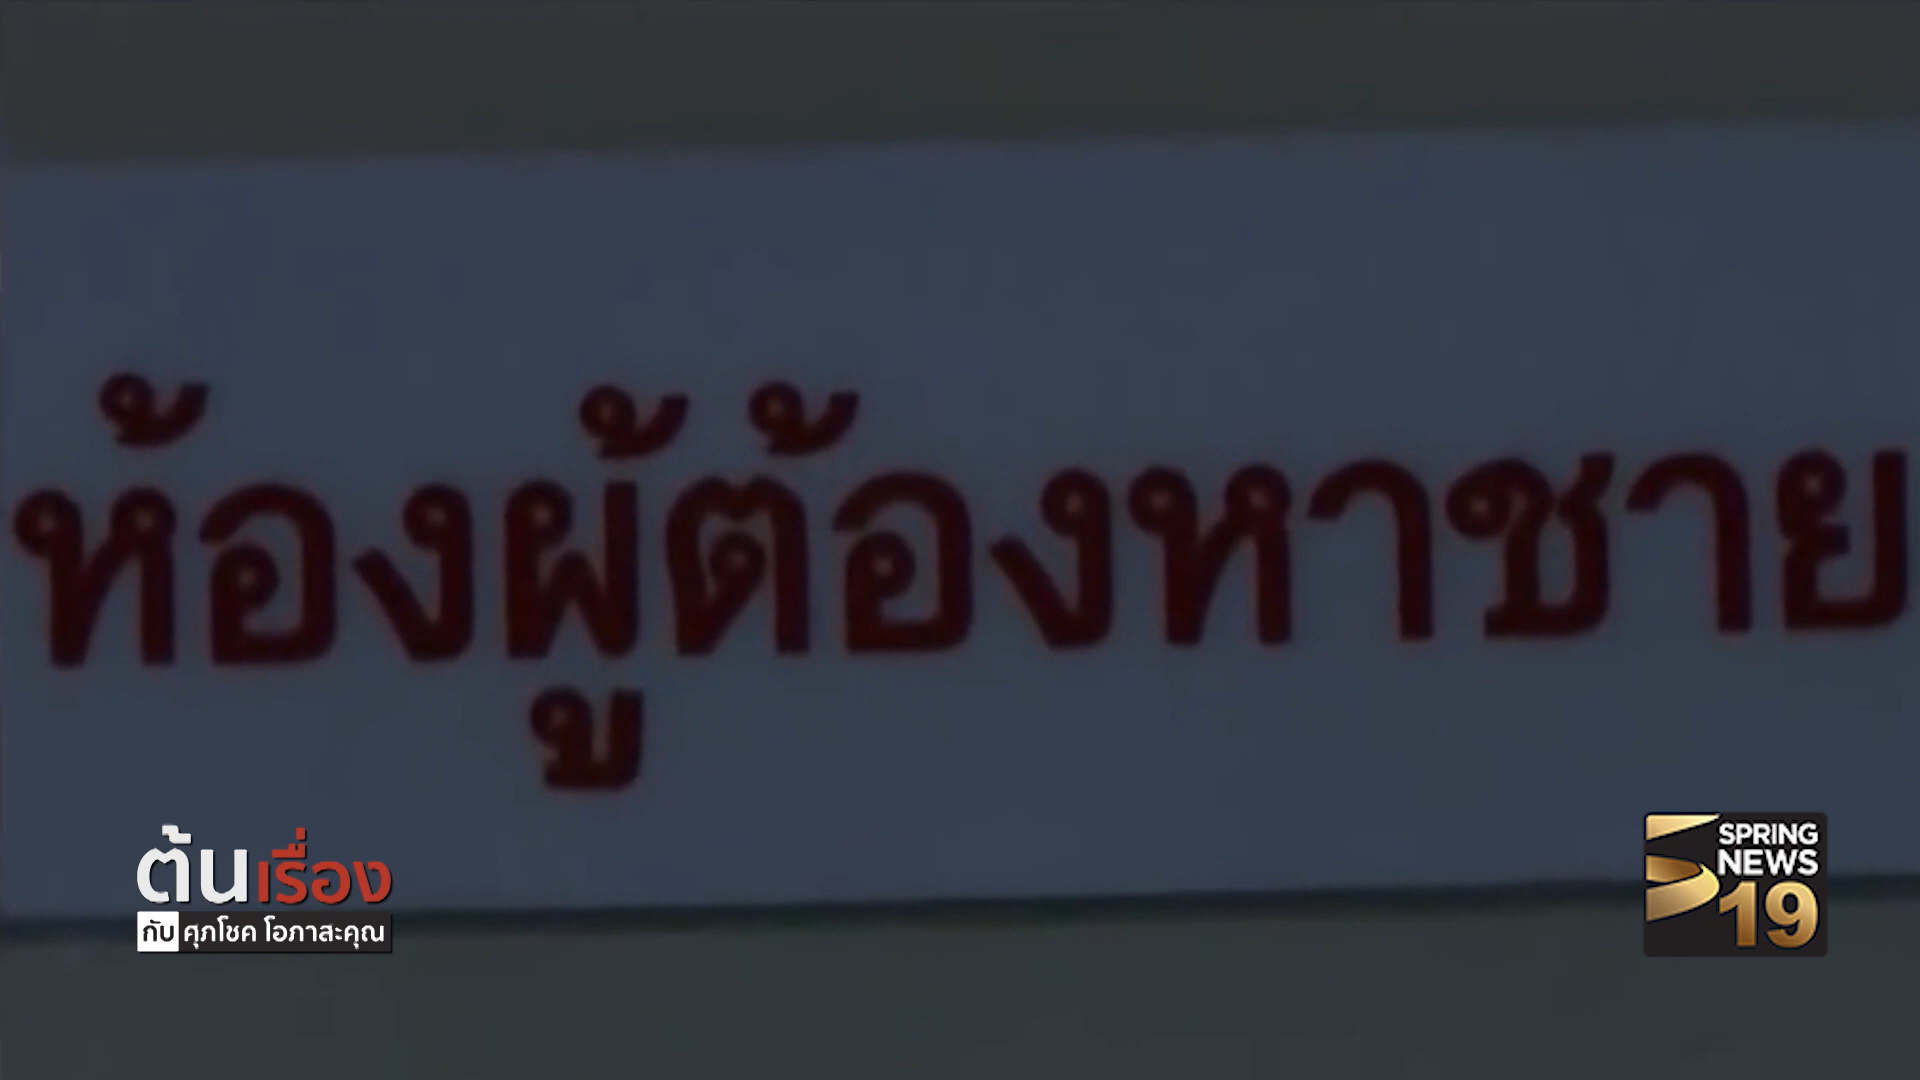 ห้องผู้ต้องหาชาย
ต้นเรื่อง
กับ ศุภโชค โอภาสะคุณ
SPRING
NEWS
19